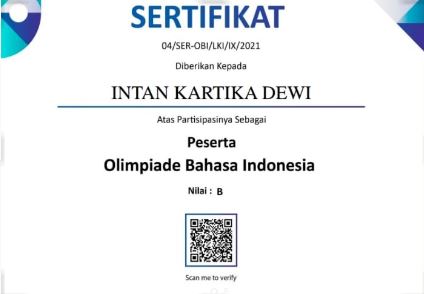 SERTIFIKAT
04/SER-OBI/LKI/IX/2021
Diberikan Kepada
INTAN KARTIKA DEWI
Atas Partisipasinya Sebagai
Peserta
Olimpiade Bahasa Indonesia
Nilai : B
Scan me to verify